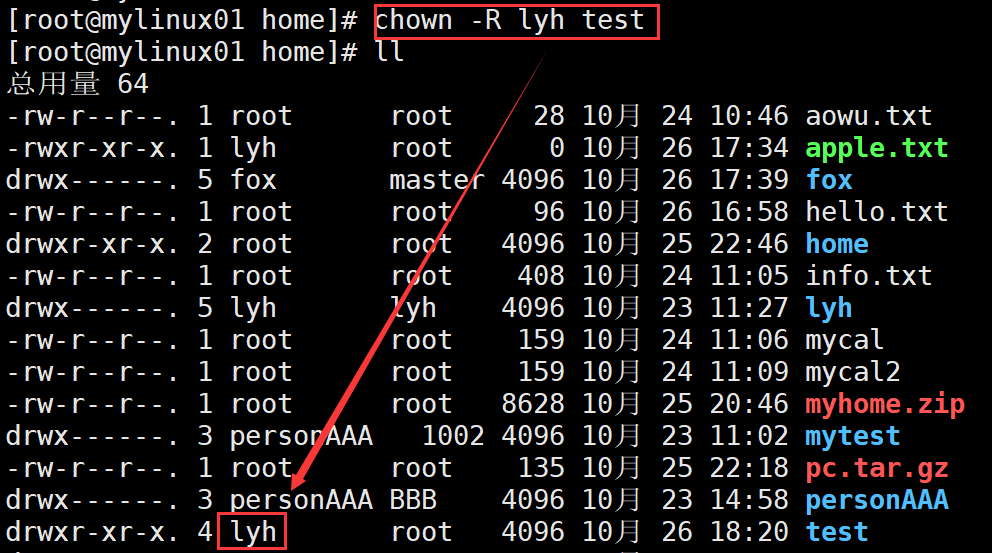 [root@mylinux01 home]# chown -R lyh test
[root@mylinux01 home]# ll
总用量 64
-rw-r--r--. 1 root      root     28 10月  24 10:46 aowu.txt
-rwxr-xr-x. 1 lyh       root      0 10月  26 17:34 apple.txt
drwx------. 5 fox       master 4096 10月  26 17:39 fox
-rw-r--r--. 1 root      root     96 10月  26 16:58 hello.txt
drwxr-xr-x. 2 root      root   4096 10月  25 22:46 home
-rw-r--r--. 1 root      root    408 10月  24 11:05 info.txt
drwx------. 5 lyh       lyh    4096 10月  23 11:27 lyh
-rw-r--r--. 1 root      root    159 10月  24 11:06 mycal
-rw-r--r--. 1 root      root    159 10月  24 11:09 mycal2
-rw-r--r--. 1 root      root   8628 10月  25 20:46 myhome.zip
drwx------. 3 personAAA   1002 4096 10月  23 11:02 mytest
-rw-r--r--. 1 root      root    135 10月  25 22:18 pc.tar.gz
drwx------. 3 personAAA BBB    4096 10月  23 14:58 personAAA
drwxr-xr-x. 4 lyh       root   4096 10月  26 18:20 test